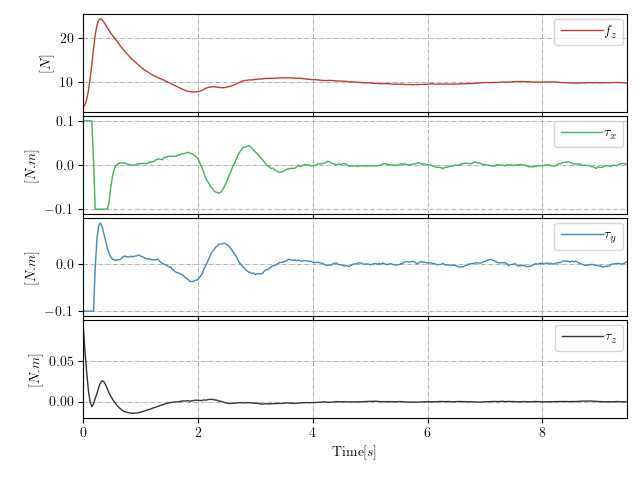 20
10
[N]
f_z
0.1
0.0
−0.1
[N.m]
τ_x
0.0
−0.1
[N.m]
τ_y
0.05
0.00
[N.m]
τ_z
0 2 4 6 8
Time[s]